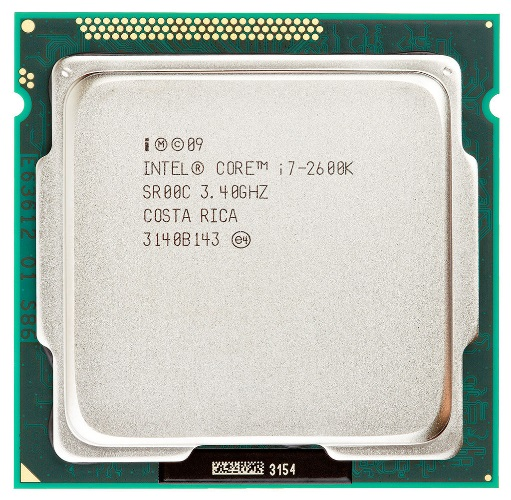 i Ⓜ©09
INTEL® CORE™ i7-2600K
SR00C 3.40GHZ
COSTA RICA
3140B143 e4
3154